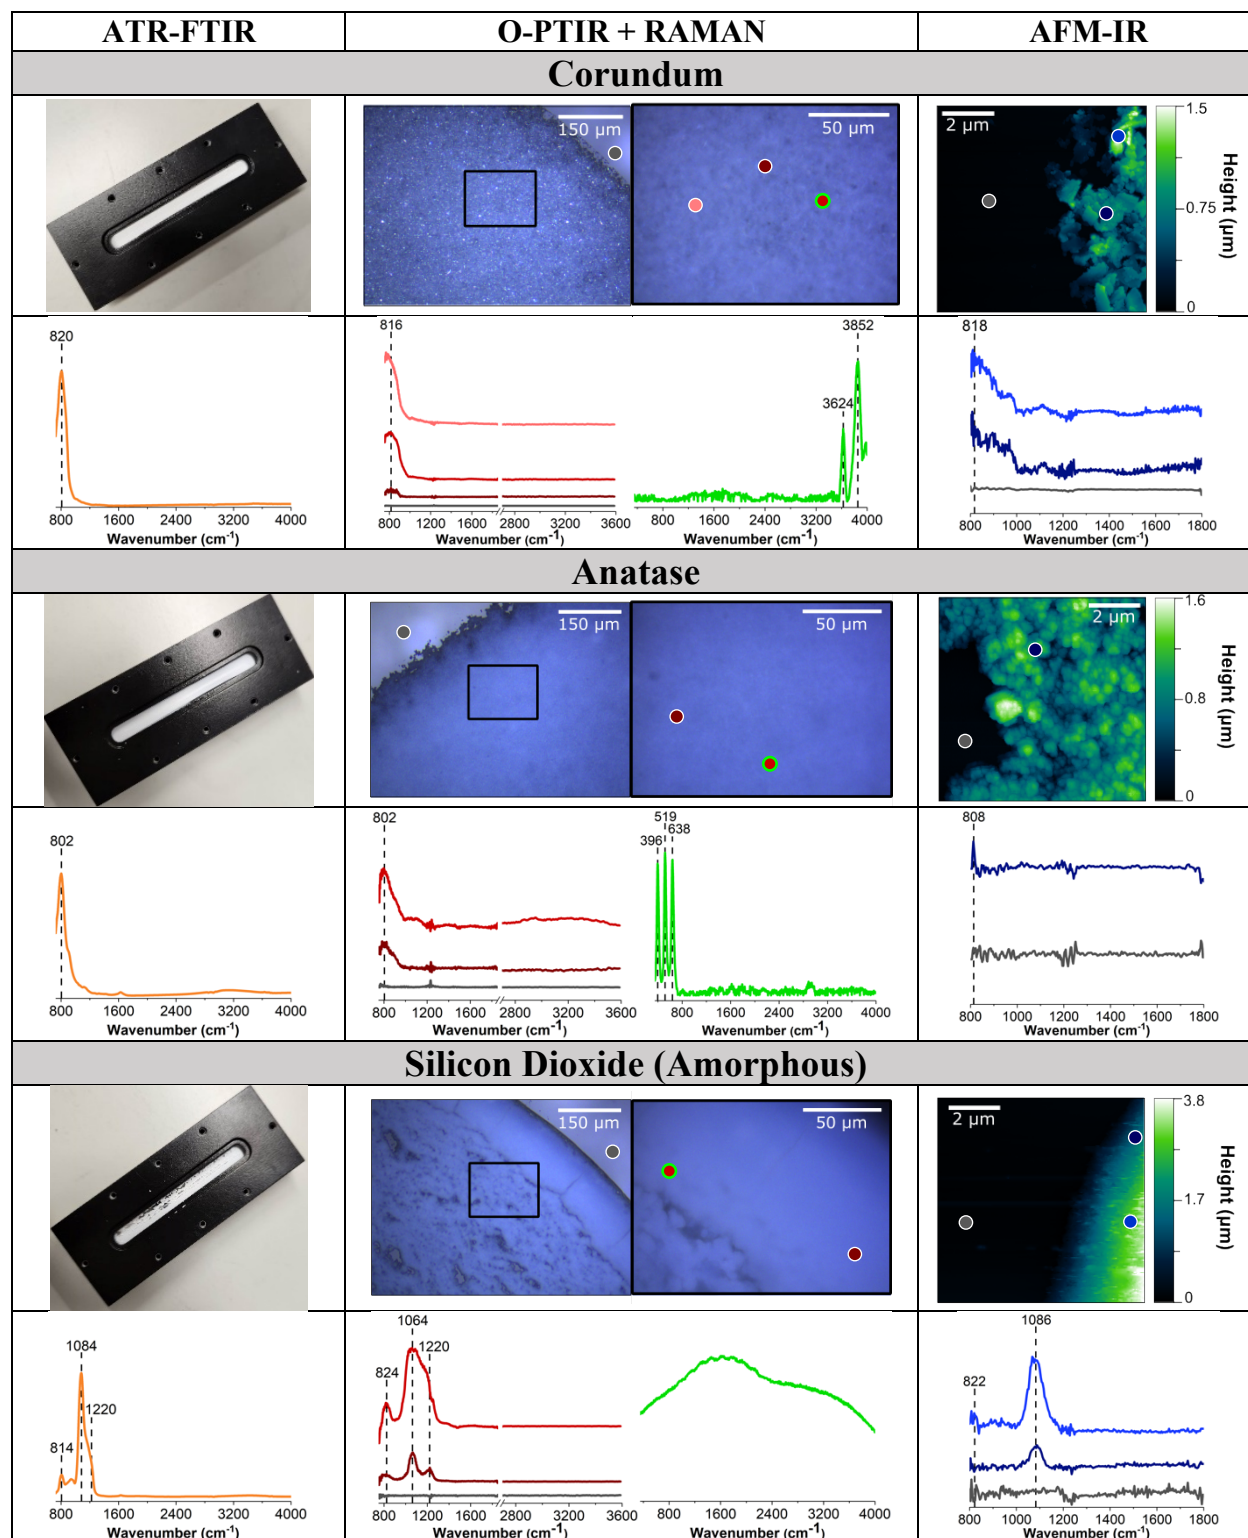 ATR-FTIR O-PTIR + RAMAN AFM-IR
Corundum
150 µm 50 µm 2 µm 1.5
0.75
0
Height (µm)
820 816 3852 818
3624
800 1600 2400 3200 4000 800 1200 2800 3200 3600 800 1600 2400 3200 4000 800 1000 1200 1400 1600 1800
Wavenumber (cm⁻¹) Wavenumber (cm⁻¹) Wavenumber (cm⁻¹) Wavenumber (cm⁻¹)
Anatase
150 µm 50 µm 2 µm 1.6
0.8
0
Height (µm)
802 802 519 808
396 638
800 1600 2400 3200 4000 800 1200 2800 3200 3600 800 1600 2400 3200 4000 800 1000 1200 1400 1600 1800
Wavenumber (cm⁻¹) Wavenumber (cm⁻¹) Wavenumber (cm⁻¹) Wavenumber (cm⁻¹)
Silicon Dioxide (Amorphous)
150 µm 50 µm 2 µm 3.8
1.7
0
Height (µm)
1084 1064 1086
1220 824 1220 822
814
800 1600 2400 3200 4000 800 1200 2800 3200 3600 800 1600 2400 3200 4000 800 1000 1200 1400 1600 1800
Wavenumber (cm⁻¹) Wavenumber (cm⁻¹) Wavenumber (cm⁻¹) Wavenumber (cm⁻¹)